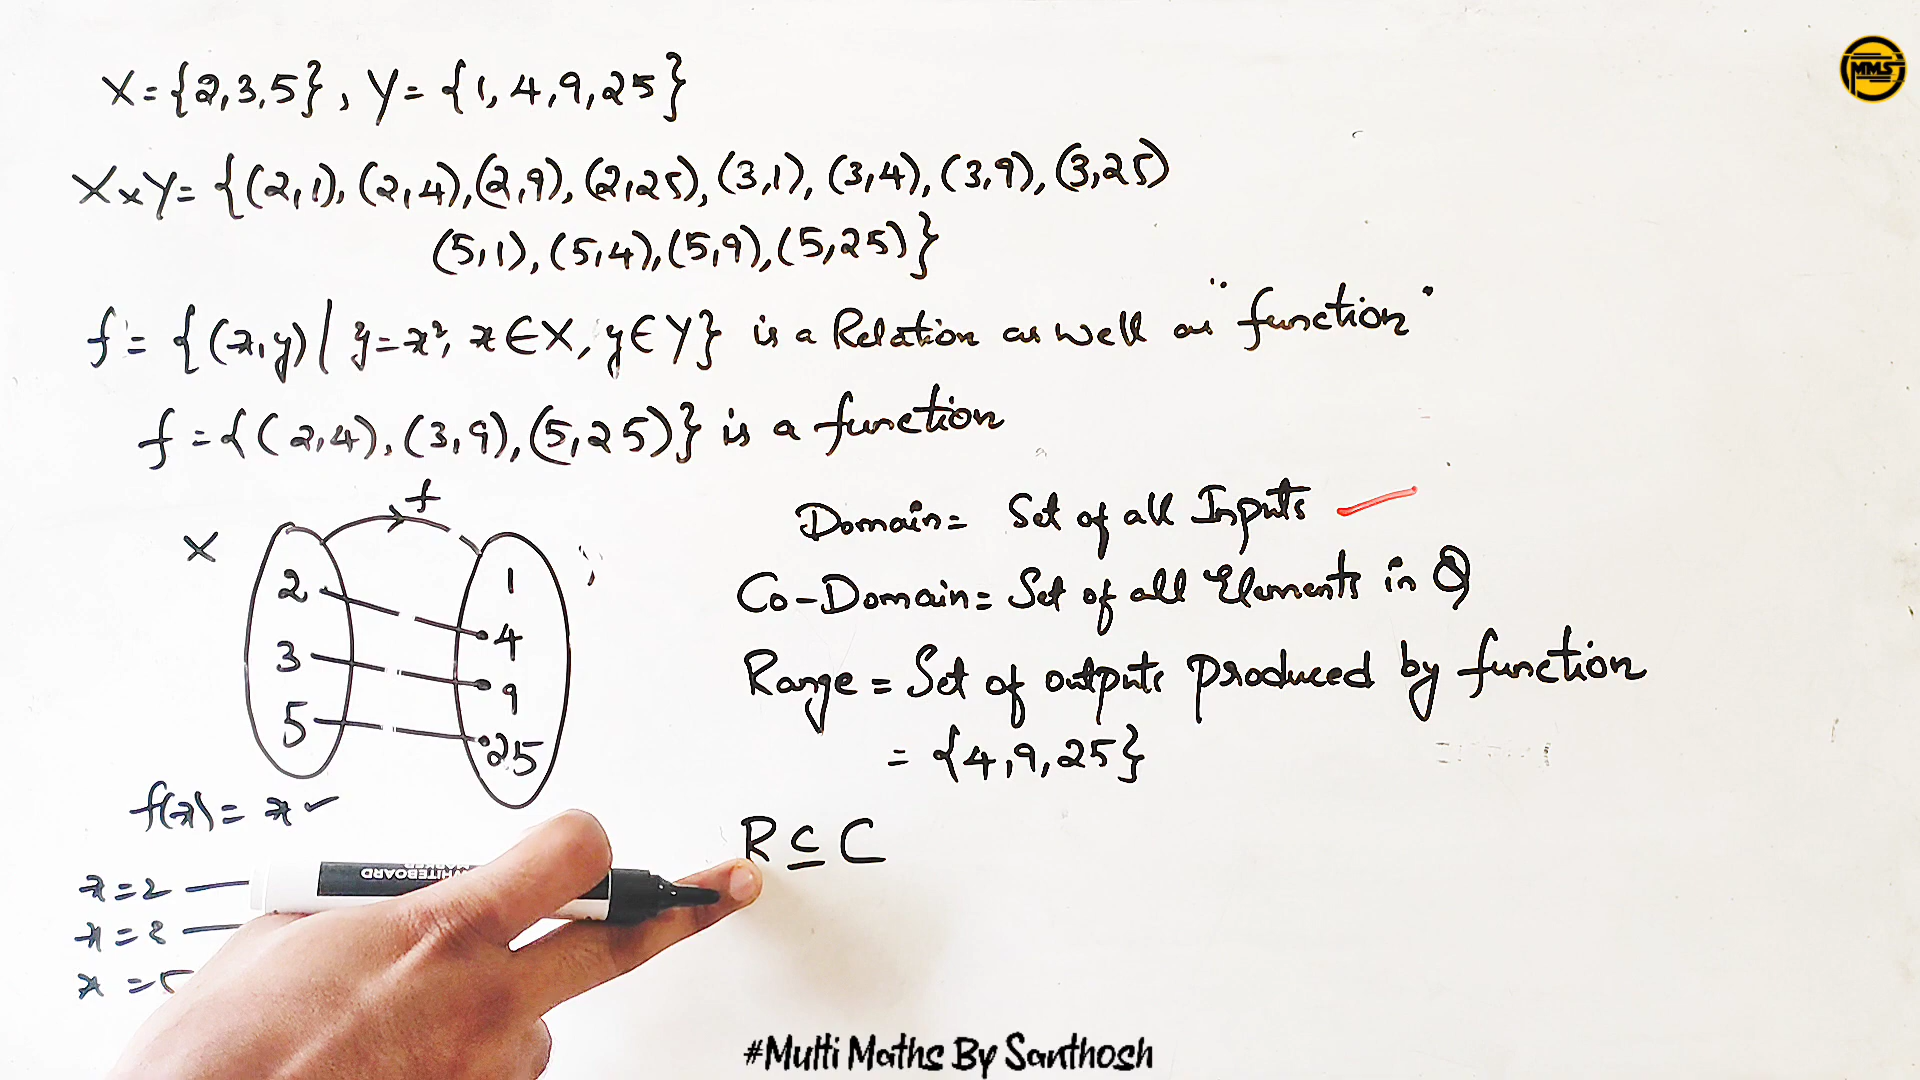 X = {2,3,5} , Y = {1, 4, 9, 25}
X x Y = {(2,1), (2,4), (2,9), (2,25), (3,1), (3,4), (3,9), (3,25)
(5,1), (5,4), (5,9), (5,25)}
f = {(x,y) | y = x², x ∈ X, y ∈ Y} is a Relation as well as "function"
f = {(2,4), (3,9), (5,25)} is a function
f
X
2
3
5
1
4
9
25
Domain = Set of all Inputs
Co-Domain = Set of all Elements in Q
Range = Set of outputs produced by function
= {4,9,25}
f(x) = x
R ⊆ C
x = 2
x = 3
x = 5
WHITEBOARD MARKER
MMS
#Multi Maths By Santhosh